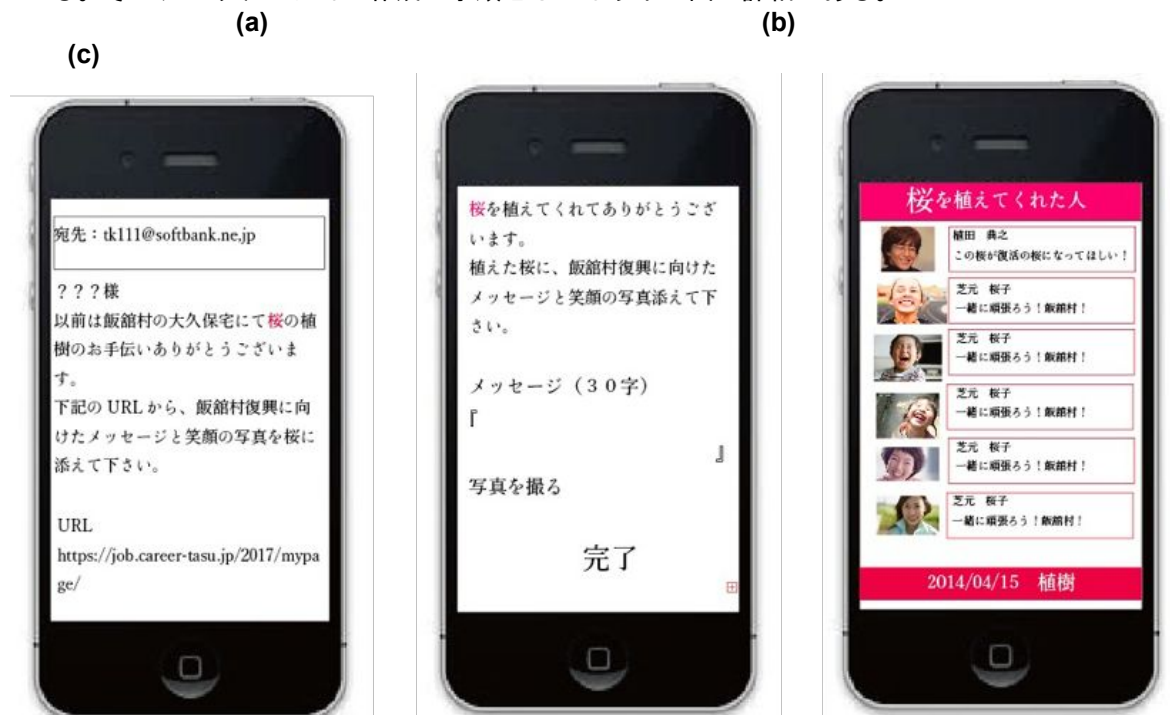 (a)
(b)
(c)
宛先：tk111@softbank.ne.jp
？？？様
以前は飯舘村の大久保宅にて桜の植
樹のお手伝いありがとうございま
す。
下記の URL から、飯舘村復興に向
けたメッセージと笑顔の写真を桜に
添えて下さい。
URL
https://job.career-tasu.jp/2017/mypa
ge/
桜を植えてくれてありがとうござ
います。
植えた桜に、飯舘村復興に向けた
メッセージと笑顔の写真添えて下
さい。
メッセージ（３０字）
『
』
写真を撮る
完了
桜を植えてくれた人
植田　典之
この桜が復活の桜になってほしい！
芝元　桜子
一緒に頑張ろう！飯舘村！
芝元　桜子
一緒に頑張ろう！飯舘村！
芝元　桜子
一緒に頑張ろう！飯舘村！
芝元　桜子
一緒に頑張ろう！飯舘村！
芝元　桜子
一緒に頑張ろう！飯舘村！
2014/04/15　植樹